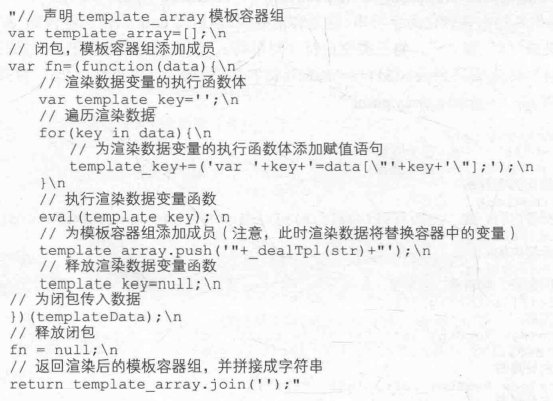 "// 声明 template_array 模板容器组
var template_array=[];\n
// 闭包，模板容器组添加成员
var fn=(function(data){\n
// 渲染数据变量的执行函数体
var template_key='';\n
// 遍历渲染数据
for(key in data){\n
// 为渲染数据变量的执行函数体添加赋值语句
template_key+=('var '+key+'=data[\"'+key+'\"];');\n
}\n
// 执行渲染数据变量函数
eval(template_key);\n
// 为模板容器组添加成员（注意，此时渲染数据将替换容器中的变量）
template_array.push('"+_dealTpl(str)+"');\n
// 释放渲染数据变量函数
template_key=null;\n
// 为闭包传入数据
})(templateData);\n
// 释放闭包
fn = null;\n
// 返回渲染后的模板容器组，并拼接成字符串
return template_array.join('');"